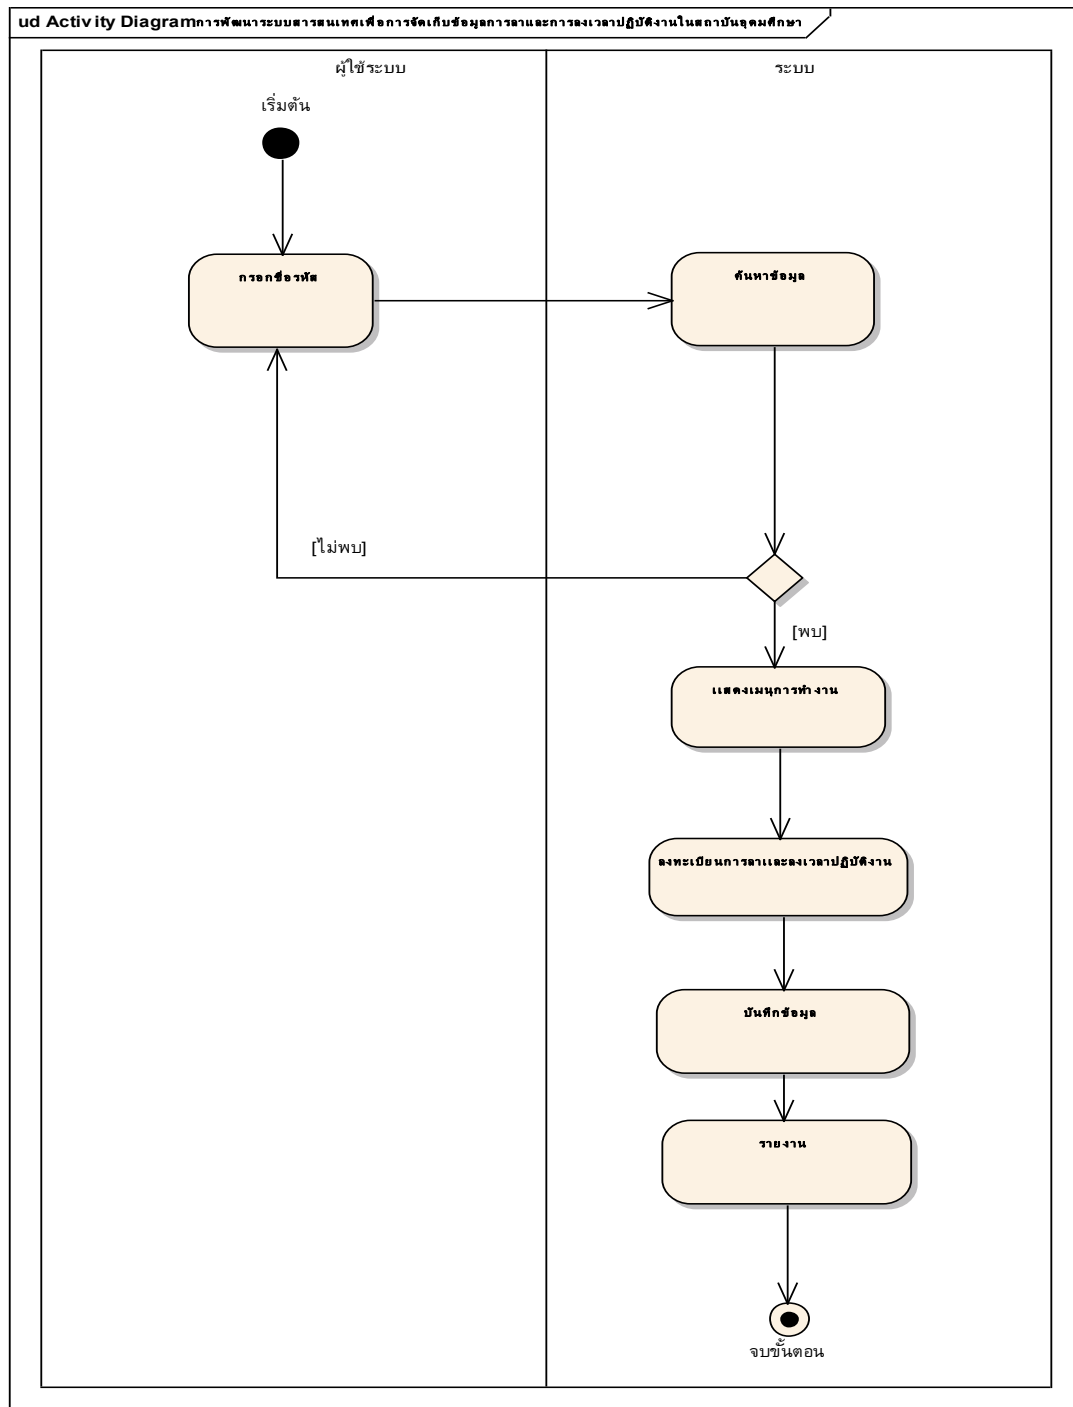 ud Activity Diagramการพัฒนาระบบสารสนเทศเพื่อการจัดเก็บข้อมูลการลาและการลงเวลาปฏิบัติงานในสถาบันอุดมศึกษา
ผู้ใช้ระบบ
ระบบ
เริ่มต้น
กรอกชื่อรหัส
ค้นหาข้อมูล
[ไม่พบ]
[พบ]
แสดงเมนูการทำงาน
ลงทะเบียนการลาและลงเวลาปฏิบัติงาน
บันทึกข้อมูล
รายงาน
จบขั้นตอน